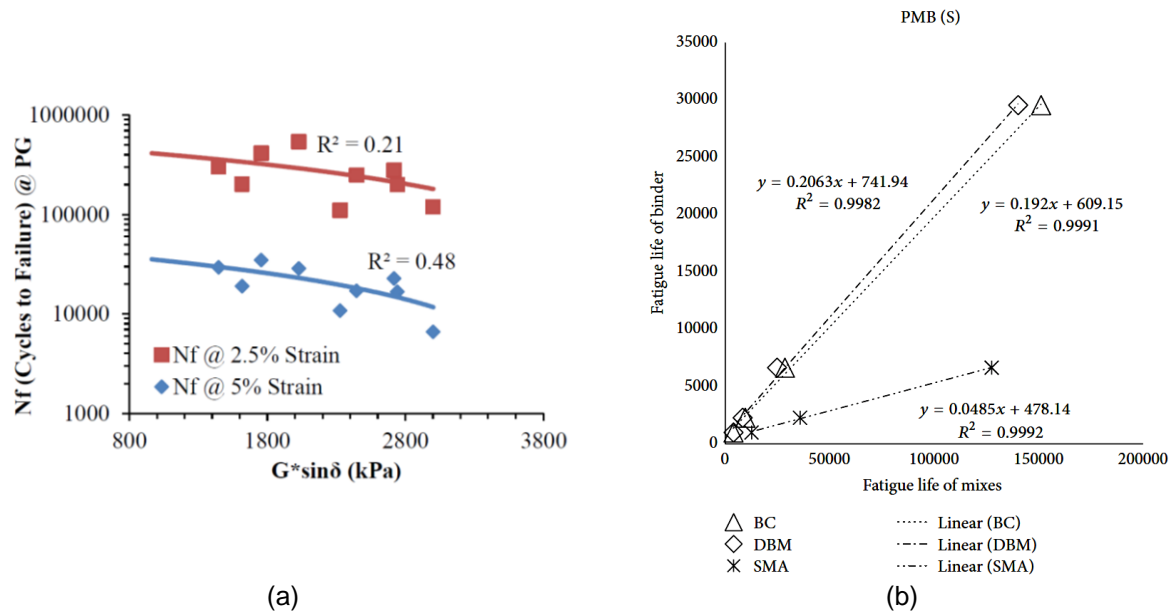 Nf (Cycles to Failure) @ PG
1000000
100000
10000
1000
R² = 0.21
R² = 0.48
Nf @ 2.5% Strain
Nf @ 5% Strain
800 1800 2800 3800
G*sinδ (kPa)
(a)
PMB (S)
Fatigue life of binder
35000
30000
25000
20000
15000
10000
5000
0
y = 0.2063x + 741.94
R² = 0.9982
y = 0.192x + 609.15
R² = 0.9991
y = 0.0485x + 478.14
R² = 0.9992
0 50000 100000 150000 200000
Fatigue life of mixes
BC Linear (BC)
DBM Linear (DBM)
SMA Linear (SMA)
(b)